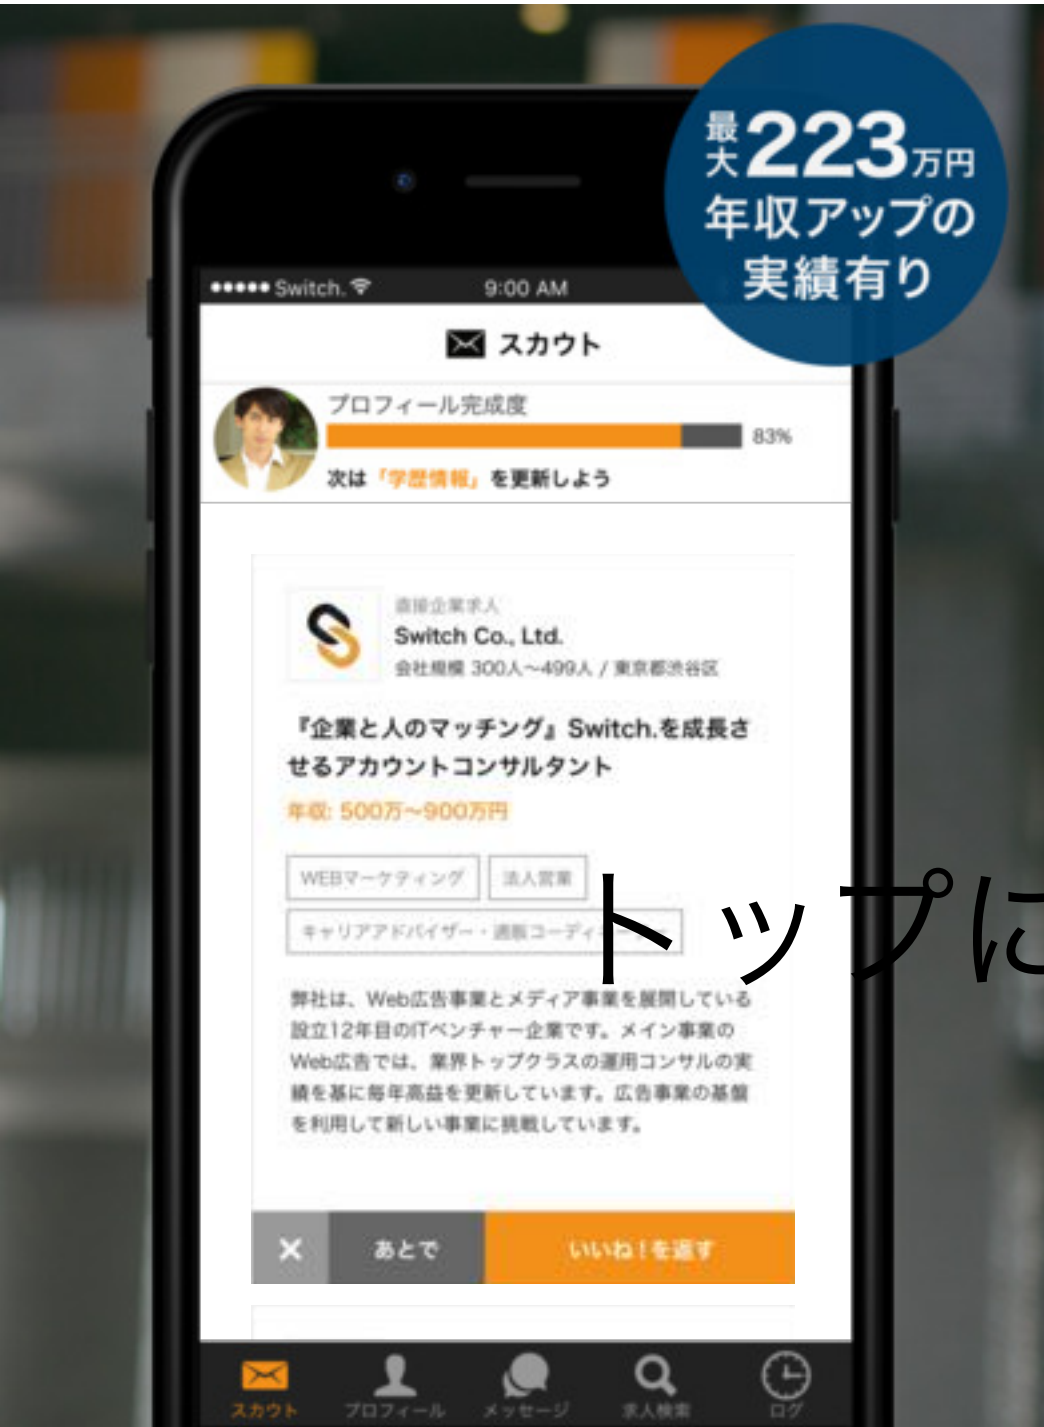 最大223万円
年収アップの
実績有り
Switch.
9:00 AM
スカウト
プロフィール完成度
83%
次は「学歴情報」を更新しよう
直接企業求人
Switch Co., Ltd.
会社規模 300人〜499人 / 東京都渋谷区
『企業と人のマッチング』Switch.を成長さ
せるアカウントコンサルタント
年収: 500万〜900万円
WEBマーケティング
法人営業
キャリアアドバイザー・通販コーディ
トップに
弊社は、Web広告事業とメディア事業を展開している
設立12年目のITベンチャー企業です。メイン事業の
Web広告では、業界トップクラスの運用コンサルの実
績を基に毎年高益を更新しています。広告事業の基盤
を利用して新しい事業に挑戦しています。
あとで
いいね!を返す
スカウト
プロフィール
メッセージ
求人検索
ログ